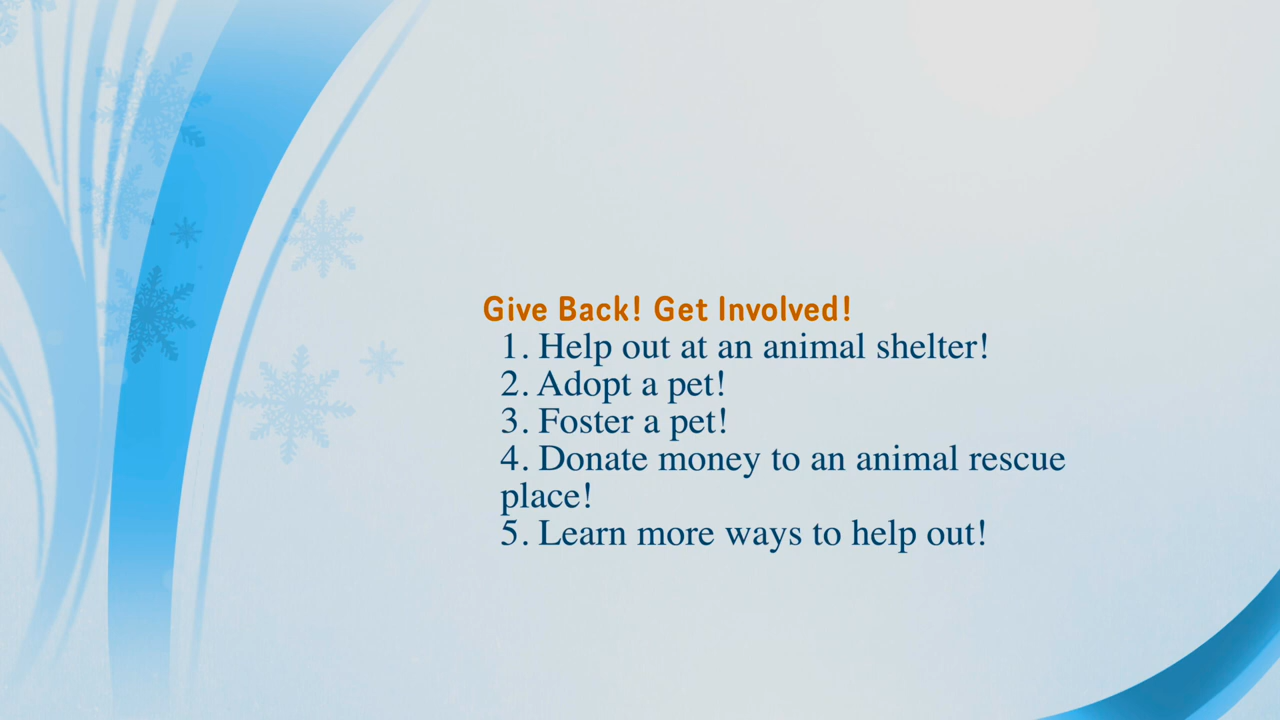 Give Back! Get Involved!
1. Help out at an animal shelter!
2. Adopt a pet!
3. Foster a pet!
4. Donate money to an animal rescue
place!
5. Learn more ways to help out!